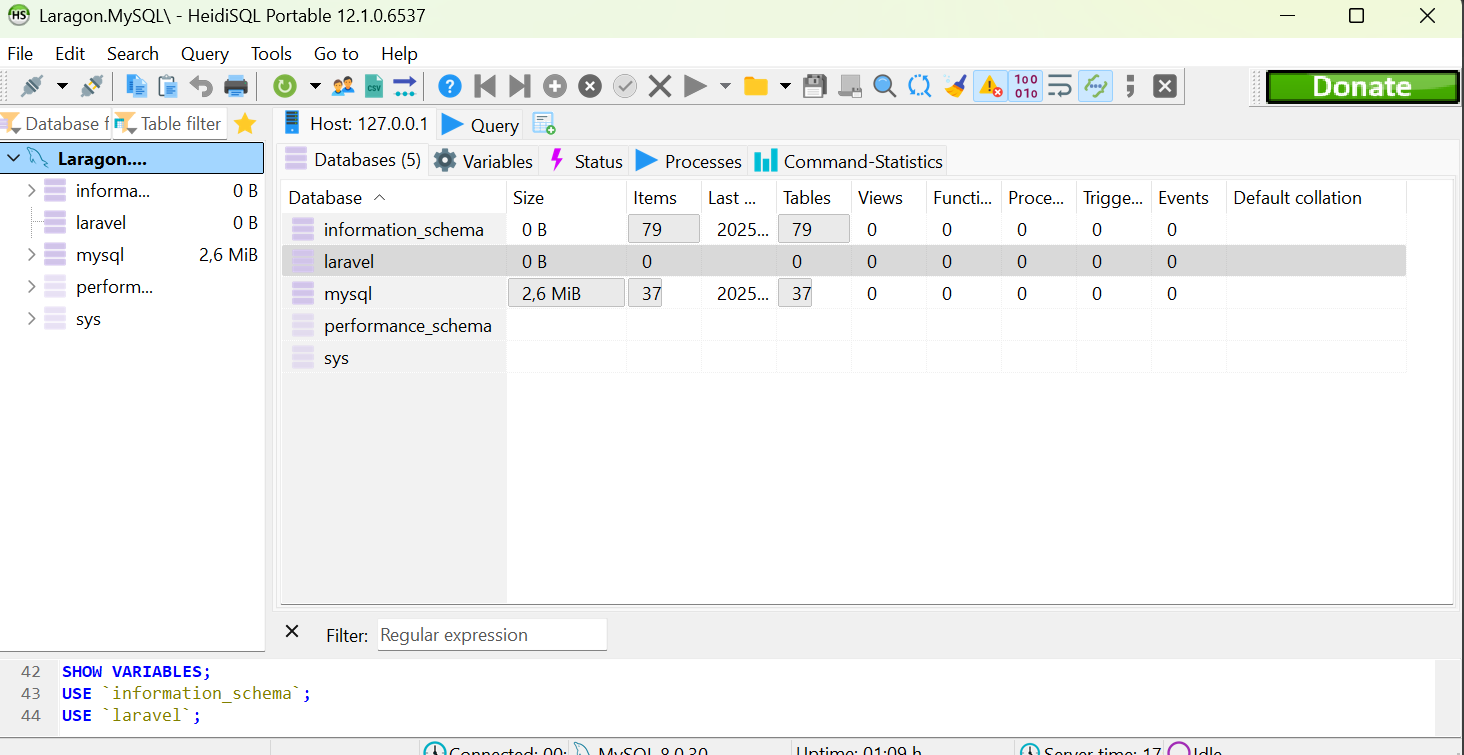 HS Laragon.MySQL\ - HeidiSQL Portable 12.1.0.6537
File Edit Search Query Tools Go to Help
CSV ? 100 010 ; Donate
Database f Table filter Host: 127.0.0.1 Query
Databases (5) Variables Status Processes Command-Statistics
Laragon....
informa... 0 B
laravel 0 B
mysql 2,6 MiB
perform...
sys
Database Size Items Last ... Tables Views Functi... Proce... Trigge... Events Default collation
information_schema 0 B 79 2025... 79 0 0 0 0 0
laravel 0 B 0 0 0 0 0 0 0
mysql 2,6 MiB 37 2025... 37 0 0 0 0 0
performance_schema
sys
Filter: Regular expression
42 SHOW VARIABLES;
43 USE `information_schema`;
44 USE `laravel`;
Connected: 00: MySQL 8.0.30 Uptime: 01:09 h Server time: 17 Idle